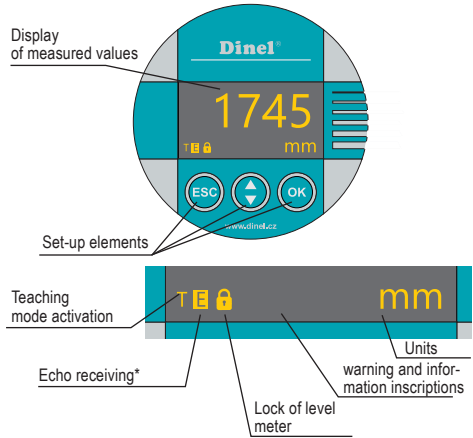 Display
of measured values
Dinel®
1745
T E mm
ESC
OK
www.dinel.cz
Set-up elements
T E mm
Teaching
mode activation
Units
Echo receiving*
warning and infor-
mation inscriptions
Lock of level
meter